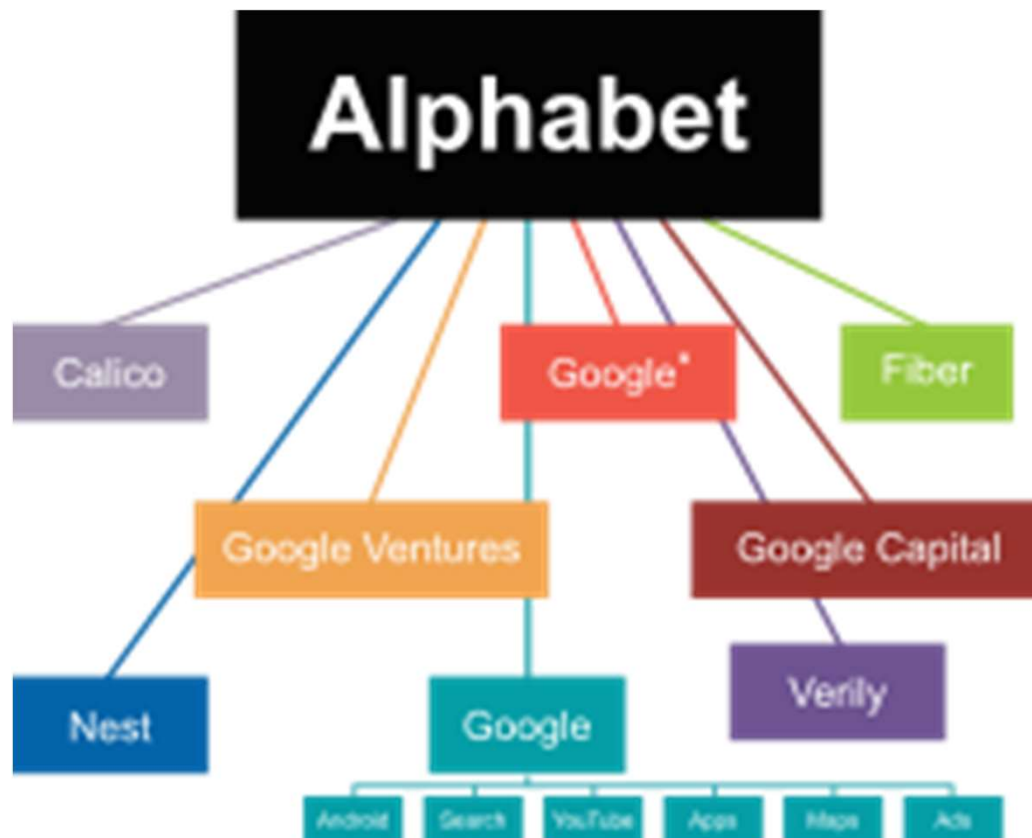 Alphabet
Calico
Google*
Fiber
Google Ventures
Google Capital
Nest
Google
Verily
Android
Search
YouTube
Apps
Maps
Ads